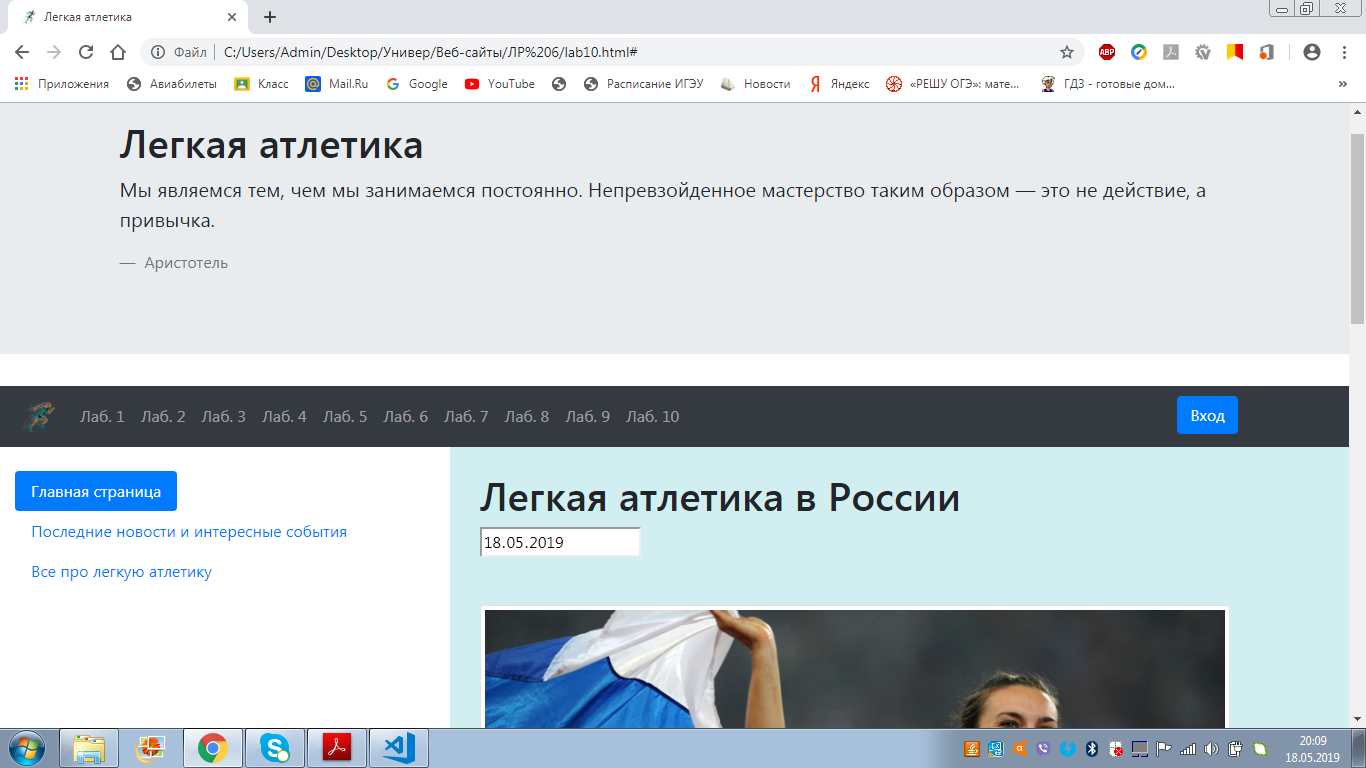 Легкая атлетика
Файл C:/Users/Admin/Desktop/Универ/Веб-сайты/ЛР%206/lab10.html#
ABP
Приложения Авиабилеты Класс Mail.Ru Google YouTube Расписание ИГЭУ Новости Яндекс «РЕШУ ОГЭ»: мате... ГДЗ - готовые дом...
Легкая атлетика
Мы являемся тем, чем мы занимаемся постоянно. Непревзойденное мастерство таким образом — это не действие, а
привычка.
— Аристотель
Лаб. 1 Лаб. 2 Лаб. 3 Лаб. 4 Лаб. 5 Лаб. 6 Лаб. 7 Лаб. 8 Лаб. 9 Лаб. 10 Вход
Главная страница
Последние новости и интересные события
Все про легкую атлетику
Легкая атлетика в России
18.05.2019
20:09
18.05.2019